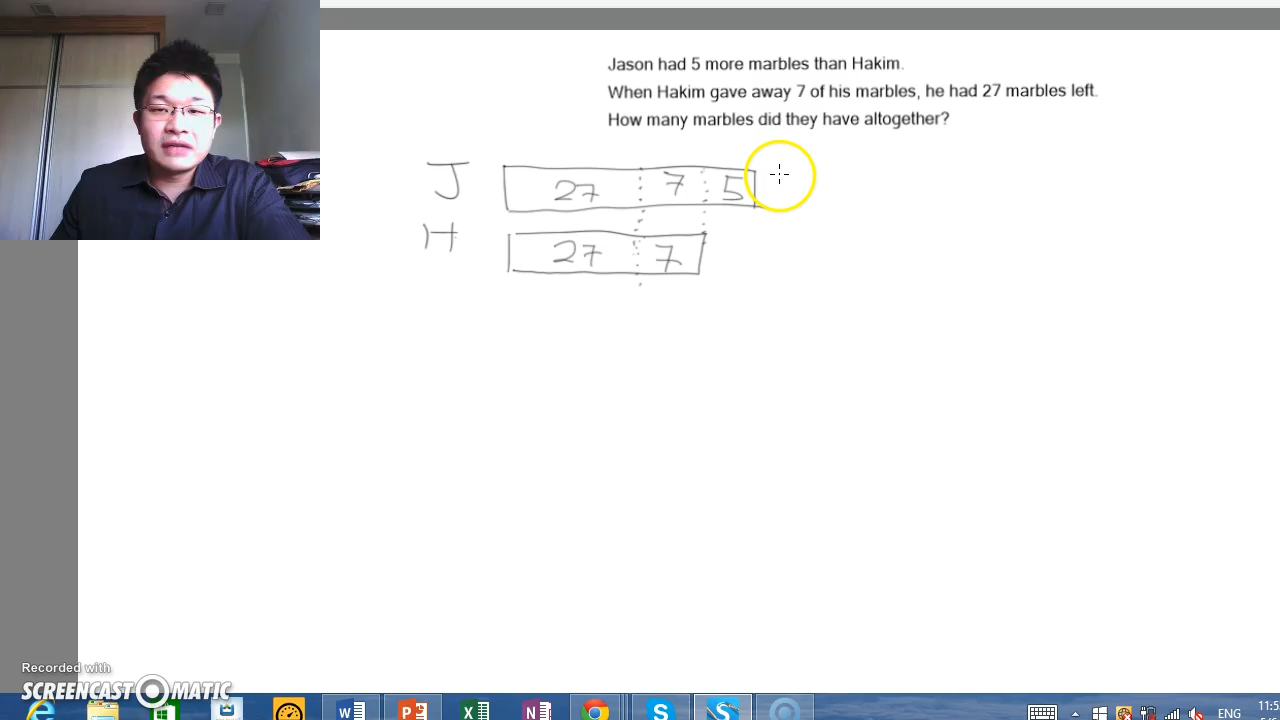 Jason had 5 more marbles than Hakim.
When Hakim gave away 7 of his marbles, he had 27 marbles left.
How many marbles did they have altogether?
J 27 7 5
H 27 7
Recorded with
SCREENCAST O MATIC
ENG